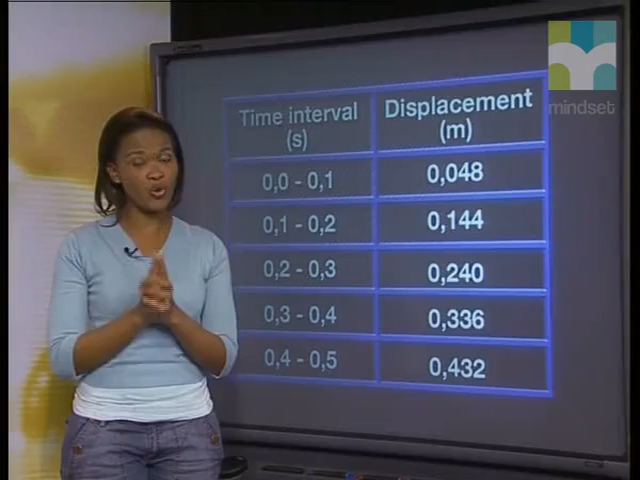 mindset
Time interval Displacement
(s) (m)
0,0 - 0,1 0,048
0,1 - 0,2 0,144
0,2 - 0,3 0,240
0,3 - 0,4 0,336
0,4 - 0,5 0,432